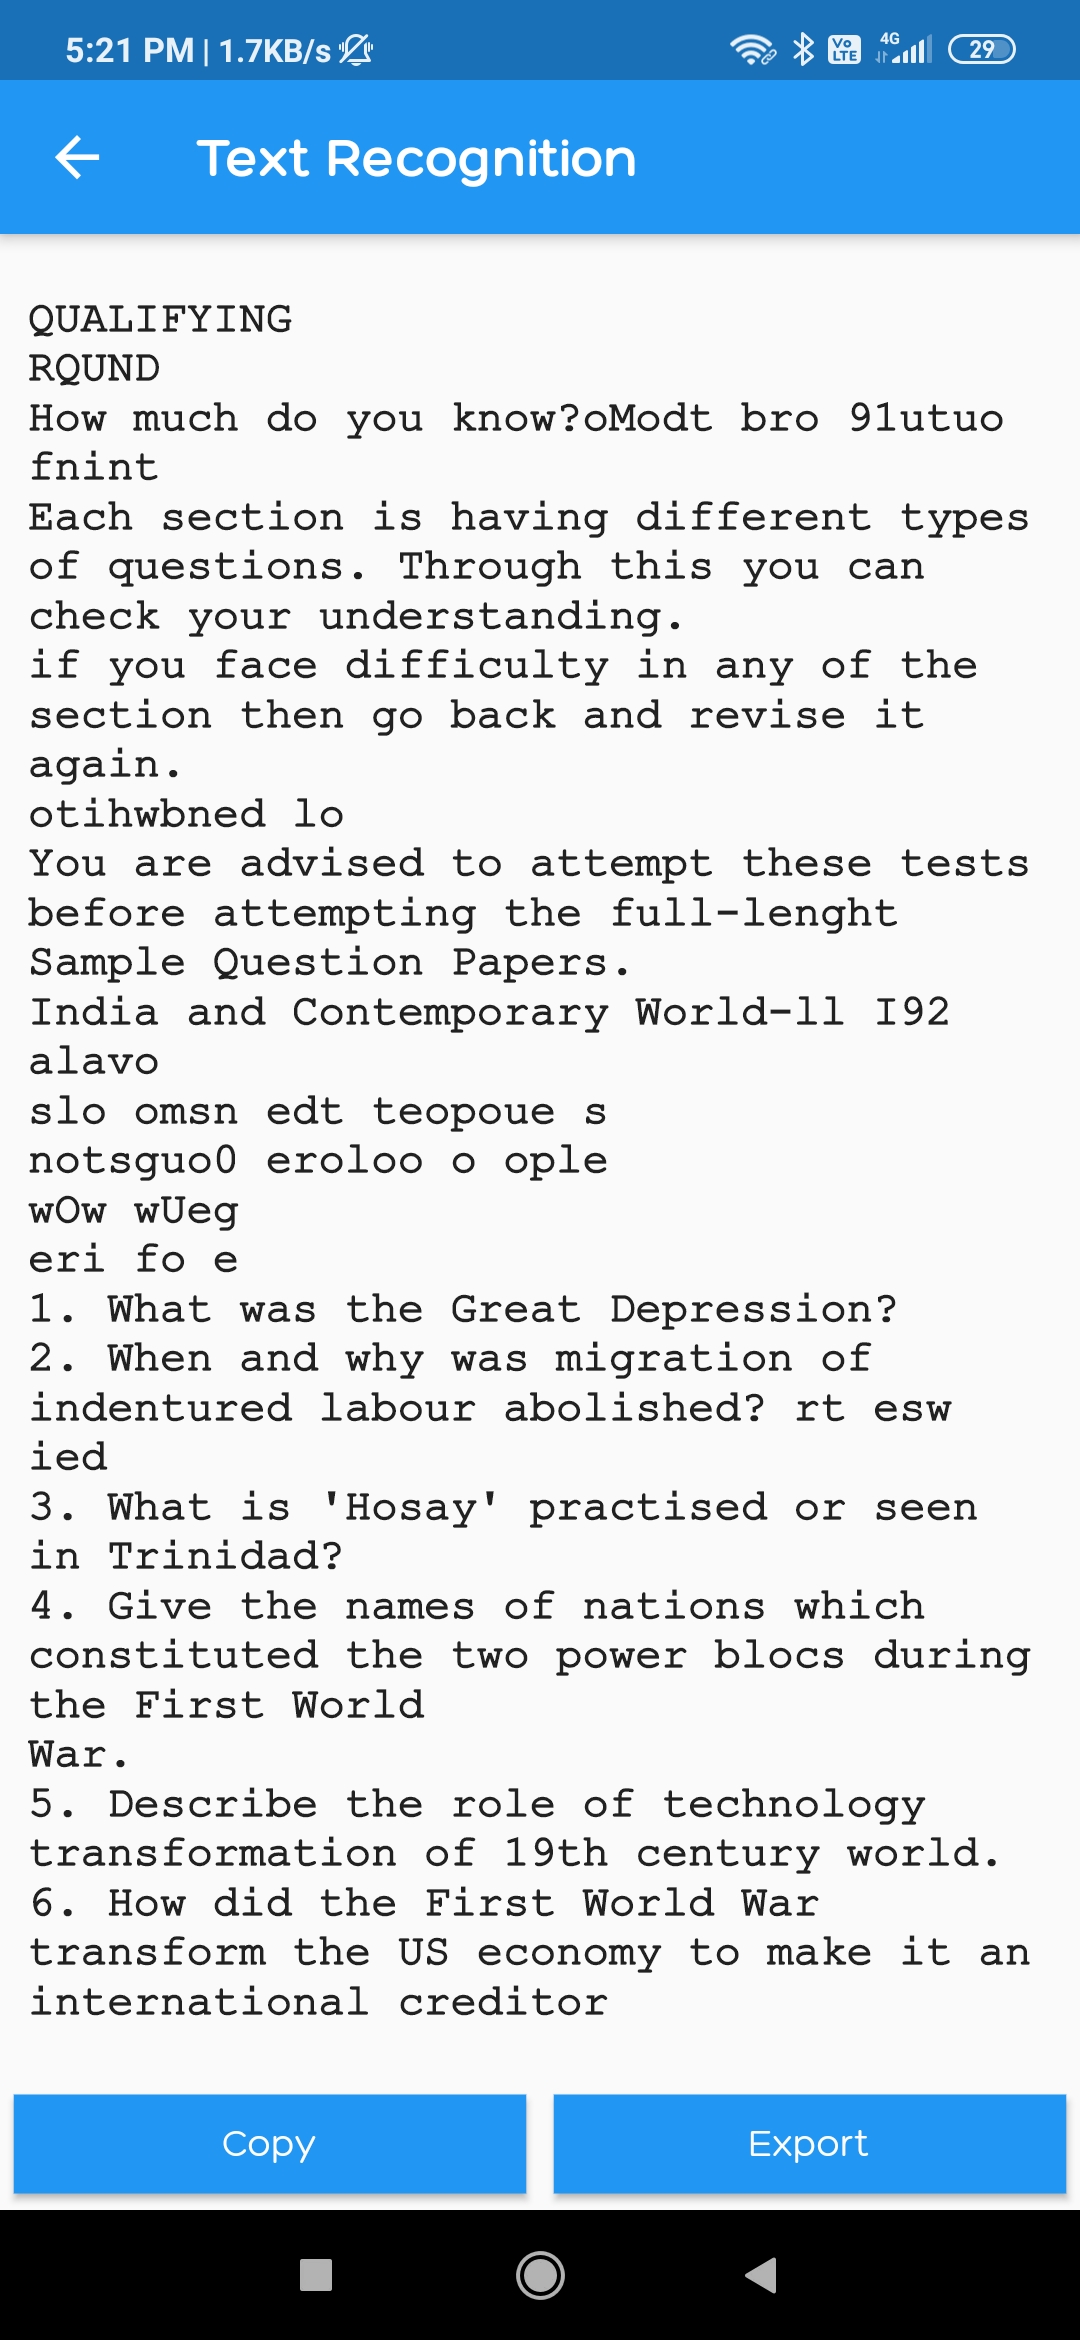 5:21 PM | 1.7KB/s
Vo LTE 4G 29
Text Recognition
QUALIFYING
RQUND
How much do you know?oModt bro 91utuo
fnint
Each section is having different types
of questions. Through this you can
check your understanding.
if you face difficulty in any of the
section then go back and revise it
again.
otihwbned lo
You are advised to attempt these tests
before attempting the full-lenght
Sample Question Papers.
India and Contemporary World-ll I92
alavo
slo omsn edt teopoue s
notsguo0 eroloo o ople
wOw wUeg
eri fo e
1. What was the Great Depression?
2. When and why was migration of
indentured labour abolished? rt esw
ied
3. What is 'Hosay' practised or seen
in Trinidad?
4. Give the names of nations which
constituted the two power blocs during
the First World
War.
5. Describe the role of technology
transformation of 19th century world.
6. How did the First World War
transform the US economy to make it an
international creditor
Copy Export